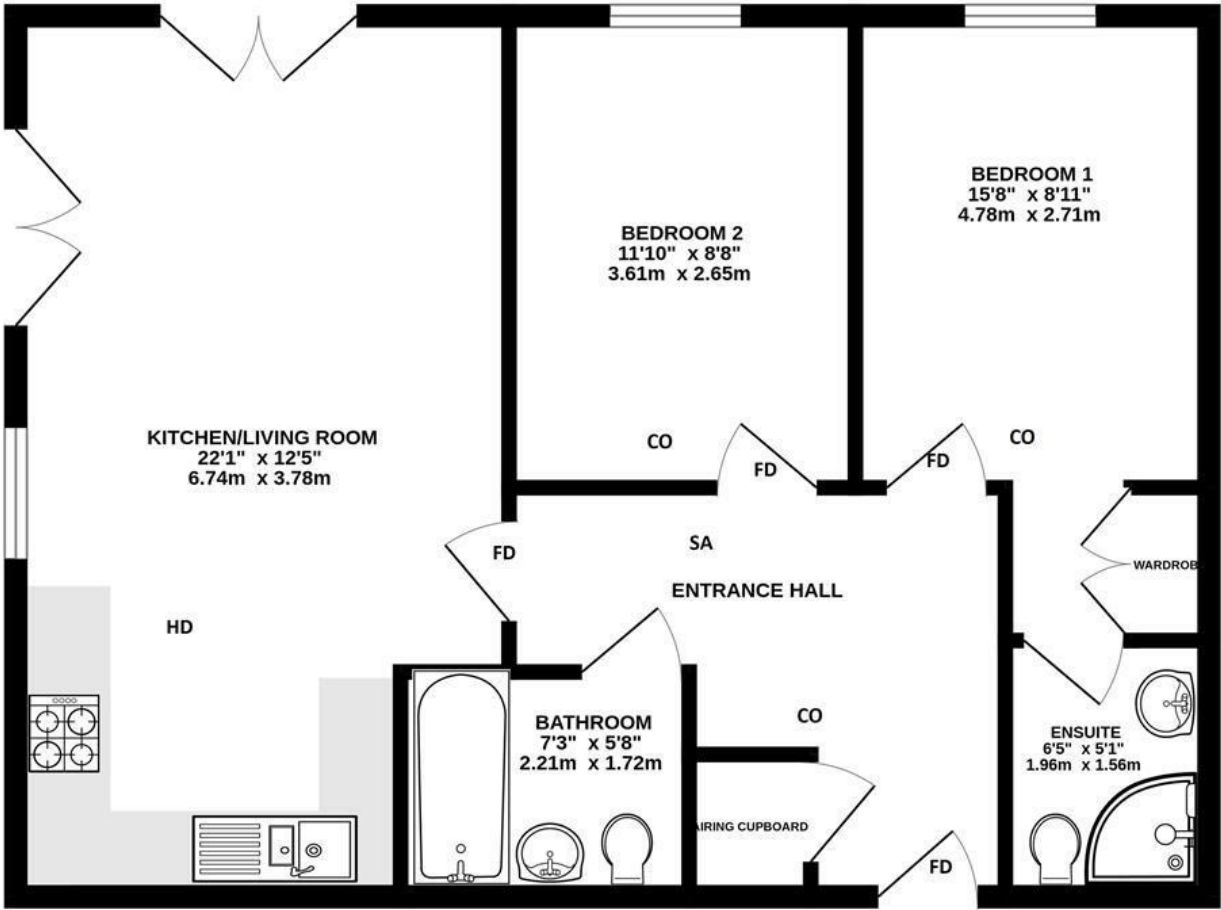 BEDROOM 1
15'8" x 8'11"
4.78m x 2.71m
BEDROOM 2
11'10" x 8'8"
3.61m x 2.65m
KITCHEN/LIVING ROOM
22'1" x 12'5"
6.74m x 3.78m
CO
CO
FD
FD
FD
SA
WARDROB
ENTRANCE HALL
HD
CO
BATHROOM
7'3" x 5'8"
2.21m x 1.72m
ENSUITE
6'5" x 5'1"
1.96m x 1.56m
AIRING CUPBOARD
FD